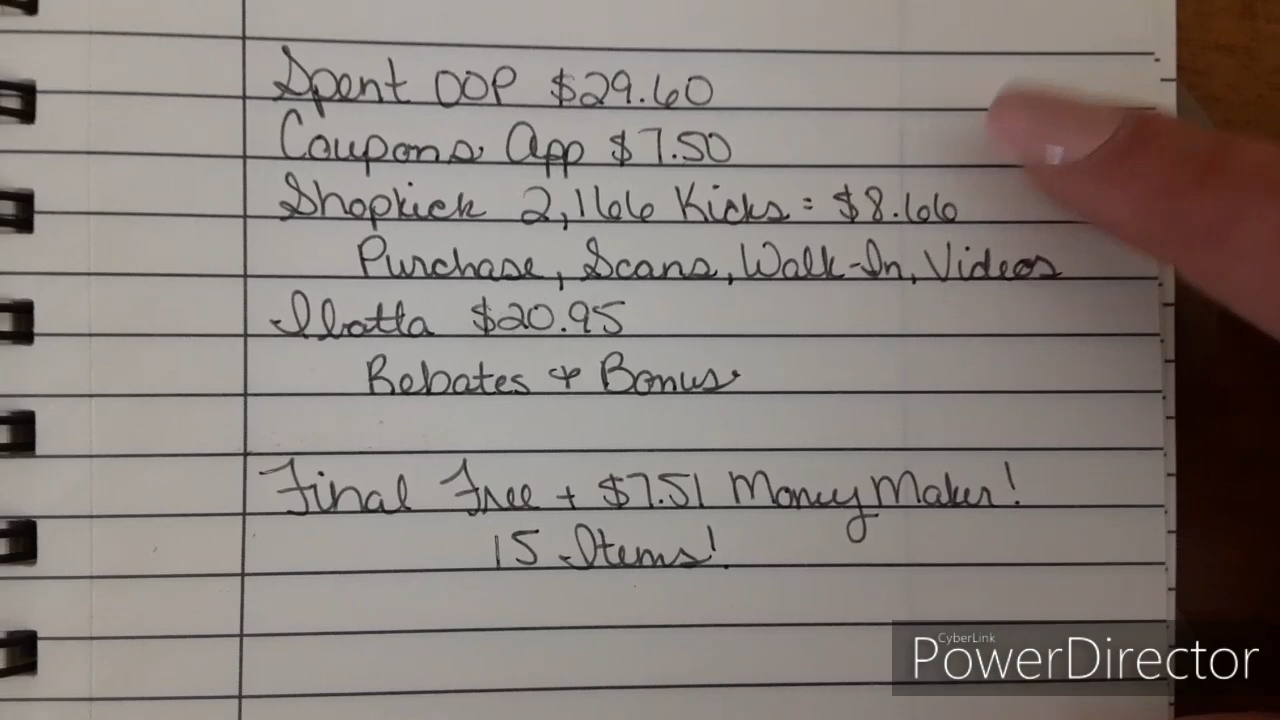 Spent OOP $29.60
Coupons App $7.50
Shopkick 2,166 Kicks = $8.66
Purchase, Scans, Walk-In, Videos
Ibotta $20.95
Rebates & Bonus
Final Free + $7.51 Money Maker!
15 Items!
CyberLink
PowerDirector